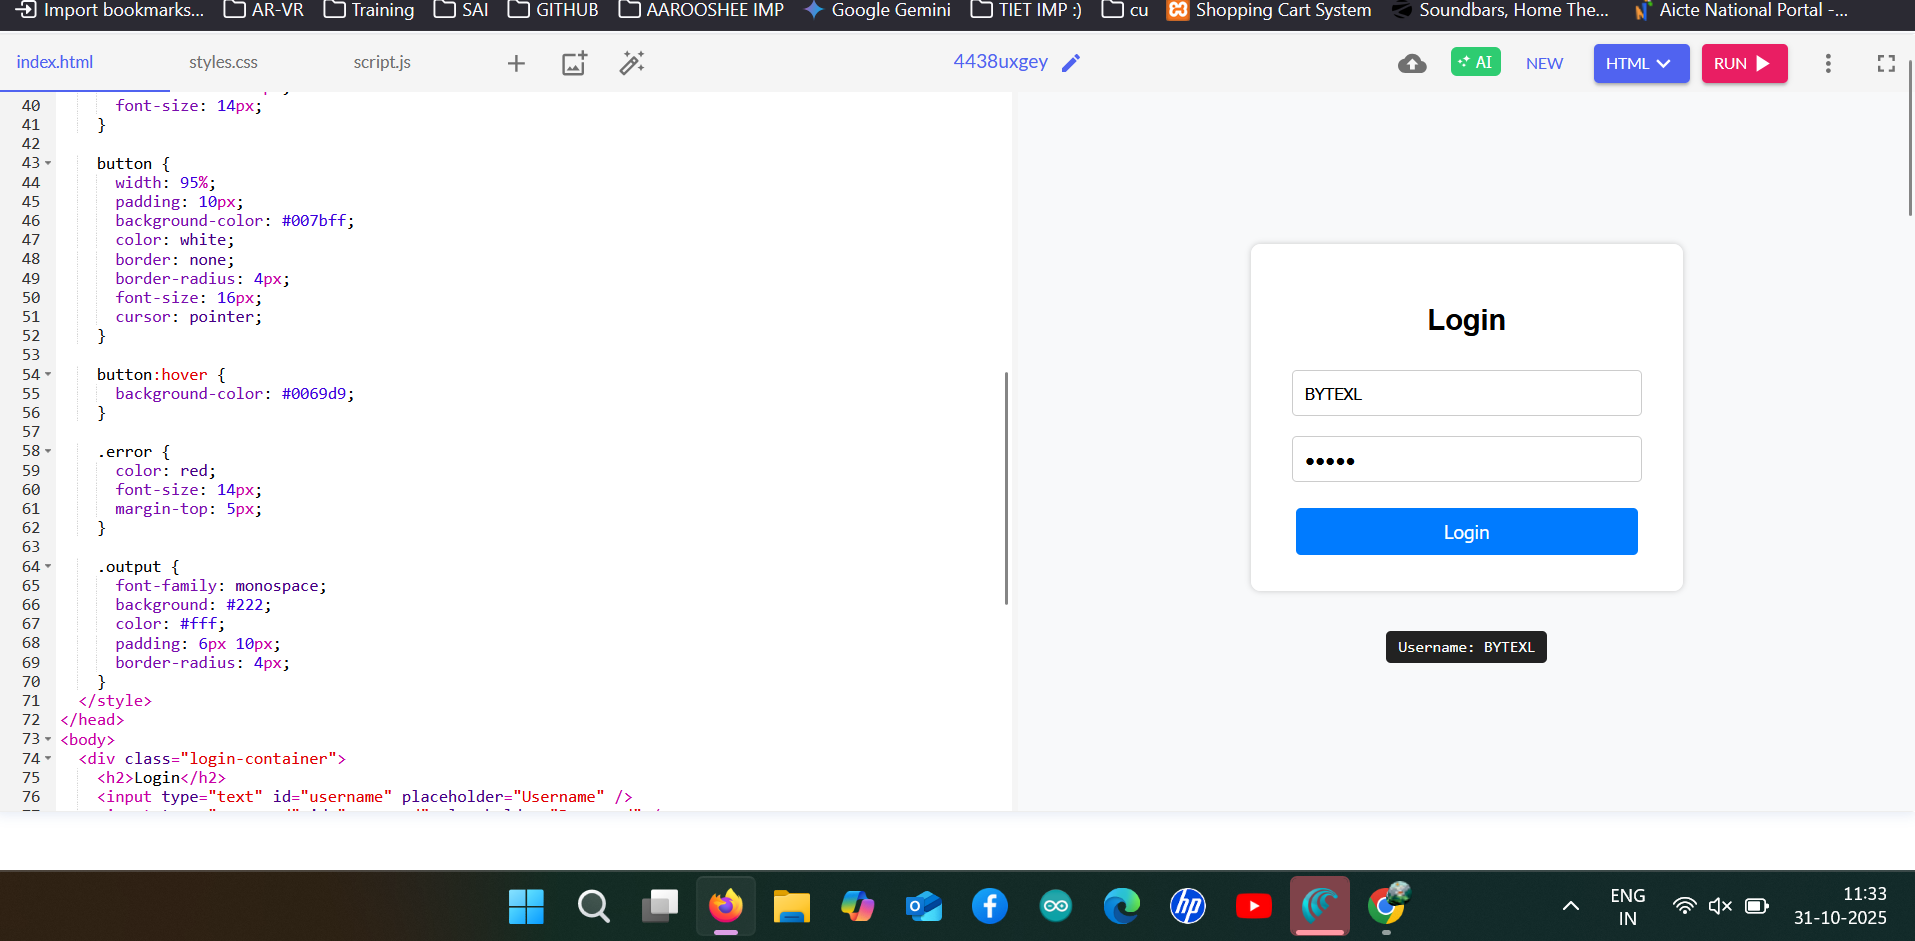 Import bookmarks... AR-VR Training SAI GITHUB AAROOSHEE IMP Google Gemini TIET IMP :) cu Shopping Cart System Soundbars, Home The... Aicte National Portal -...
index.html styles.css script.js 4438uxgey AI NEW HTML RUN
40 font-size: 14px;
41 }
42
43 button {
44 width: 95%;
45 padding: 10px;
46 background-color: #007bff;
47 color: white;
48 border: none;
49 border-radius: 4px;
50 font-size: 16px;
51 cursor: pointer;
52 }
53
54 button:hover {
55 background-color: #0069d9;
56 }
57
58 .error {
59 color: red;
60 font-size: 14px;
61 margin-top: 5px;
62 }
63
64 .output {
65 font-family: monospace;
66 background: #222;
67 color: #fff;
68 padding: 6px 10px;
69 border-radius: 4px;
70 }
71 </style>
72 </head>
73 <body>
74 <div class="login-container">
75 <h2>Login</h2>
76 <input type="text" id="username" placeholder="Username" />
Login
BYTEXL
•••••
Login
Username: BYTEXL
hp
ENG
IN
11:33
31-10-2025